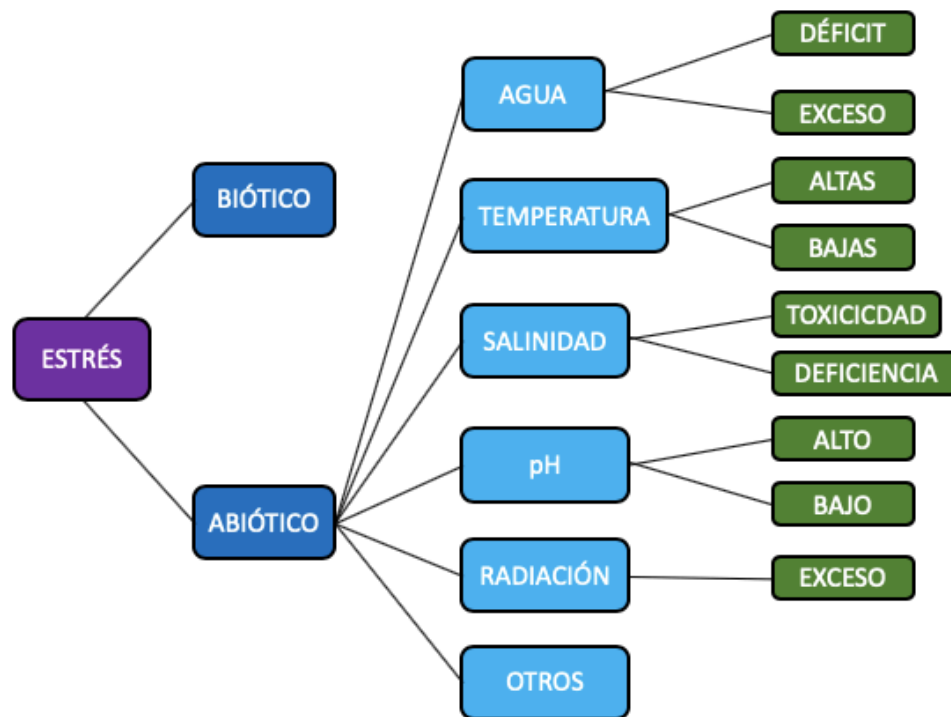 ESTRÉS
BIÓTICO
ABIÓTICO
AGUA
DÉFICIT
EXCESO
TEMPERATURA
ALTAS
BAJAS
SALINIDAD
TOXICICDAD
DEFICIENCIA
pH
ALTO
BAJO
RADIACIÓN
EXCESO
OTROS